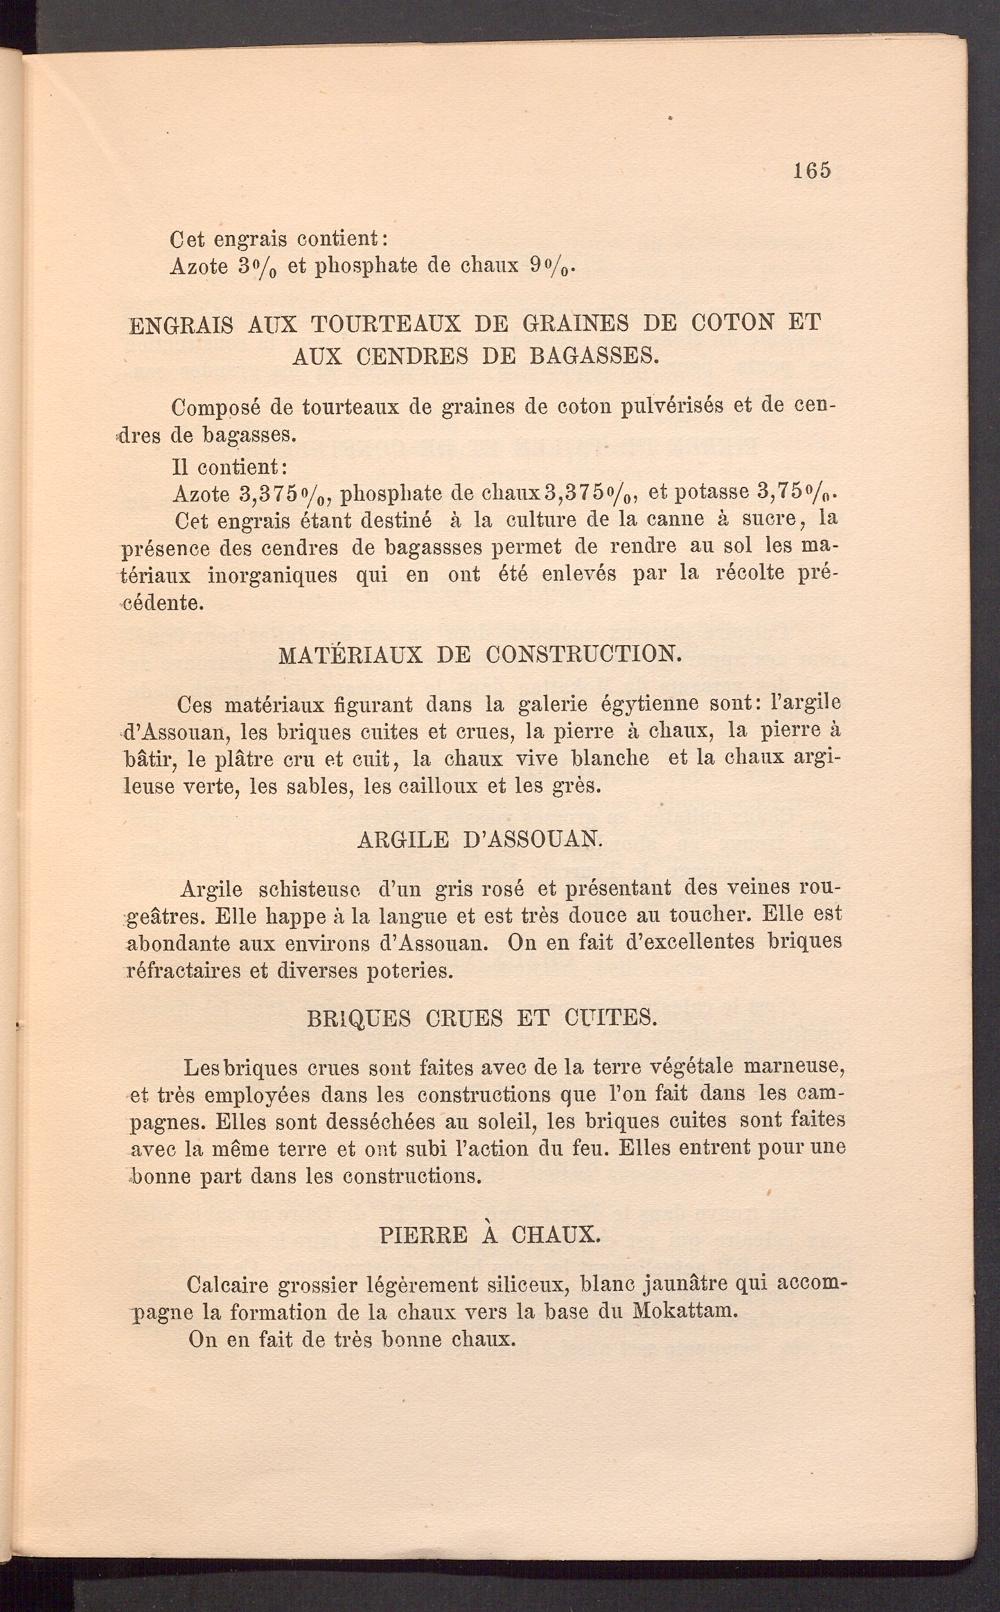 165
Cet engrais contient:
Azote 3% et phosphate de chaux 9%.
ENGRAIS AUX TOURTEAUX DE GRAINES DE COTON ET
AUX CENDRES DE BAGASSES.
Composé de tourteaux de graines de coton pulvérisés et de cen-
dres de bagasses.
Il contient:
Azote 3,375%, phosphate de chaux 3,375%, et potasse 3,75%.
Cet engrais étant destiné à la culture de la canne à sucre, la
présence des cendres de bagassses permet de rendre au sol les ma-
tériaux inorganiques qui en ont été enlevés par la récolte pré-
cédente.
MATÉRIAUX DE CONSTRUCTION.
Ces matériaux figurant dans la galerie égytienne sont: l'argile
d'Assouan, les briques cuites et crues, la pierre à chaux, la pierre à
bâtir, le plâtre cru et cuit, la chaux vive blanche et la chaux argi-
leuse verte, les sables, les cailloux et les grès.
ARGILE D'ASSOUAN.
Argile schisteuse d'un gris rosé et présentant des veines rou-
geâtres. Elle happe à la langue et est très douce au toucher. Elle est
abondante aux environs d'Assouan. On en fait d'excellentes briques
réfractaires et diverses poteries.
BRIQUES CRUES ET CUITES.
Les briques crues sont faites avec de la terre végétale marneuse,
et très employées dans les constructions que l'on fait dans les cam-
pagnes. Elles sont desséchées au soleil, les briques cuites sont faites
avec la même terre et ont subi l'action du feu. Elles entrent pour une
bonne part dans les constructions.
PIERRE À CHAUX.
Calcaire grossier légèrement siliceux, blanc jaunâtre qui accom-
pagne la formation de la chaux vers la base du Mokattam.
On en fait de très bonne chaux.